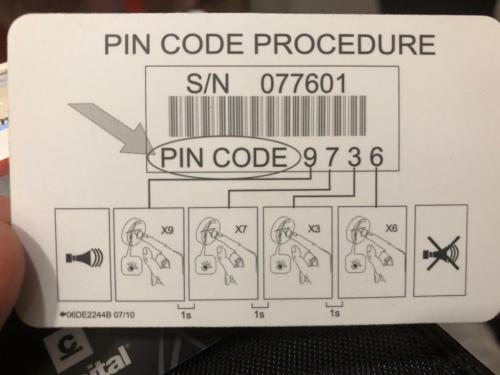 PIN CODE PROCEDURE
S/N 077601
PIN CODE 9 7 3 6
X9 X7 X3 X6
06DE2244B 07/10 1s 1s 1s
ital